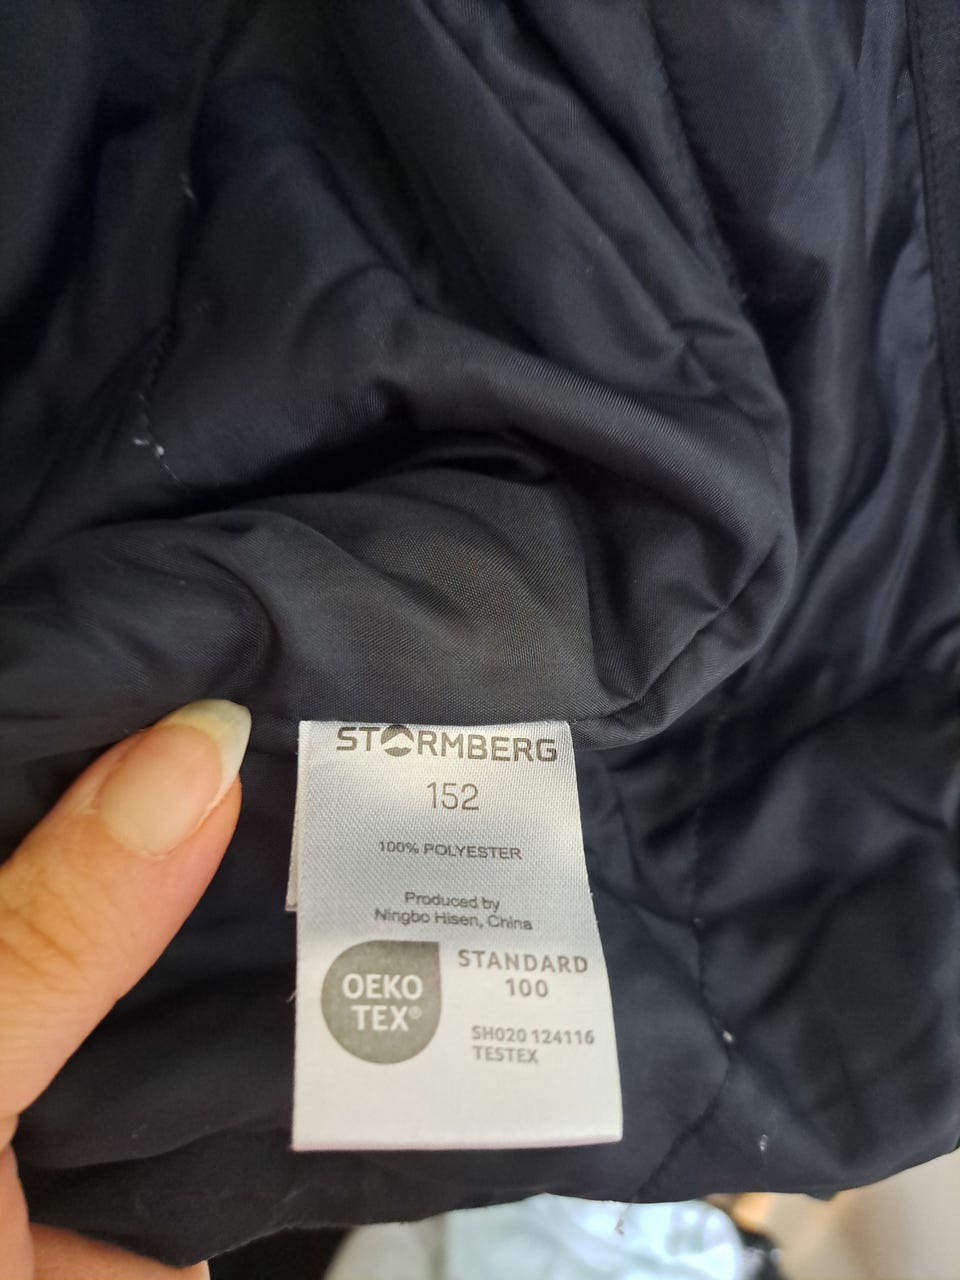 STORMBERG
152
100% POLYESTER
Produced by
Ningbo Hisen, China
OEKO
TEX®
STANDARD
100
SH020 124116
TESTEX